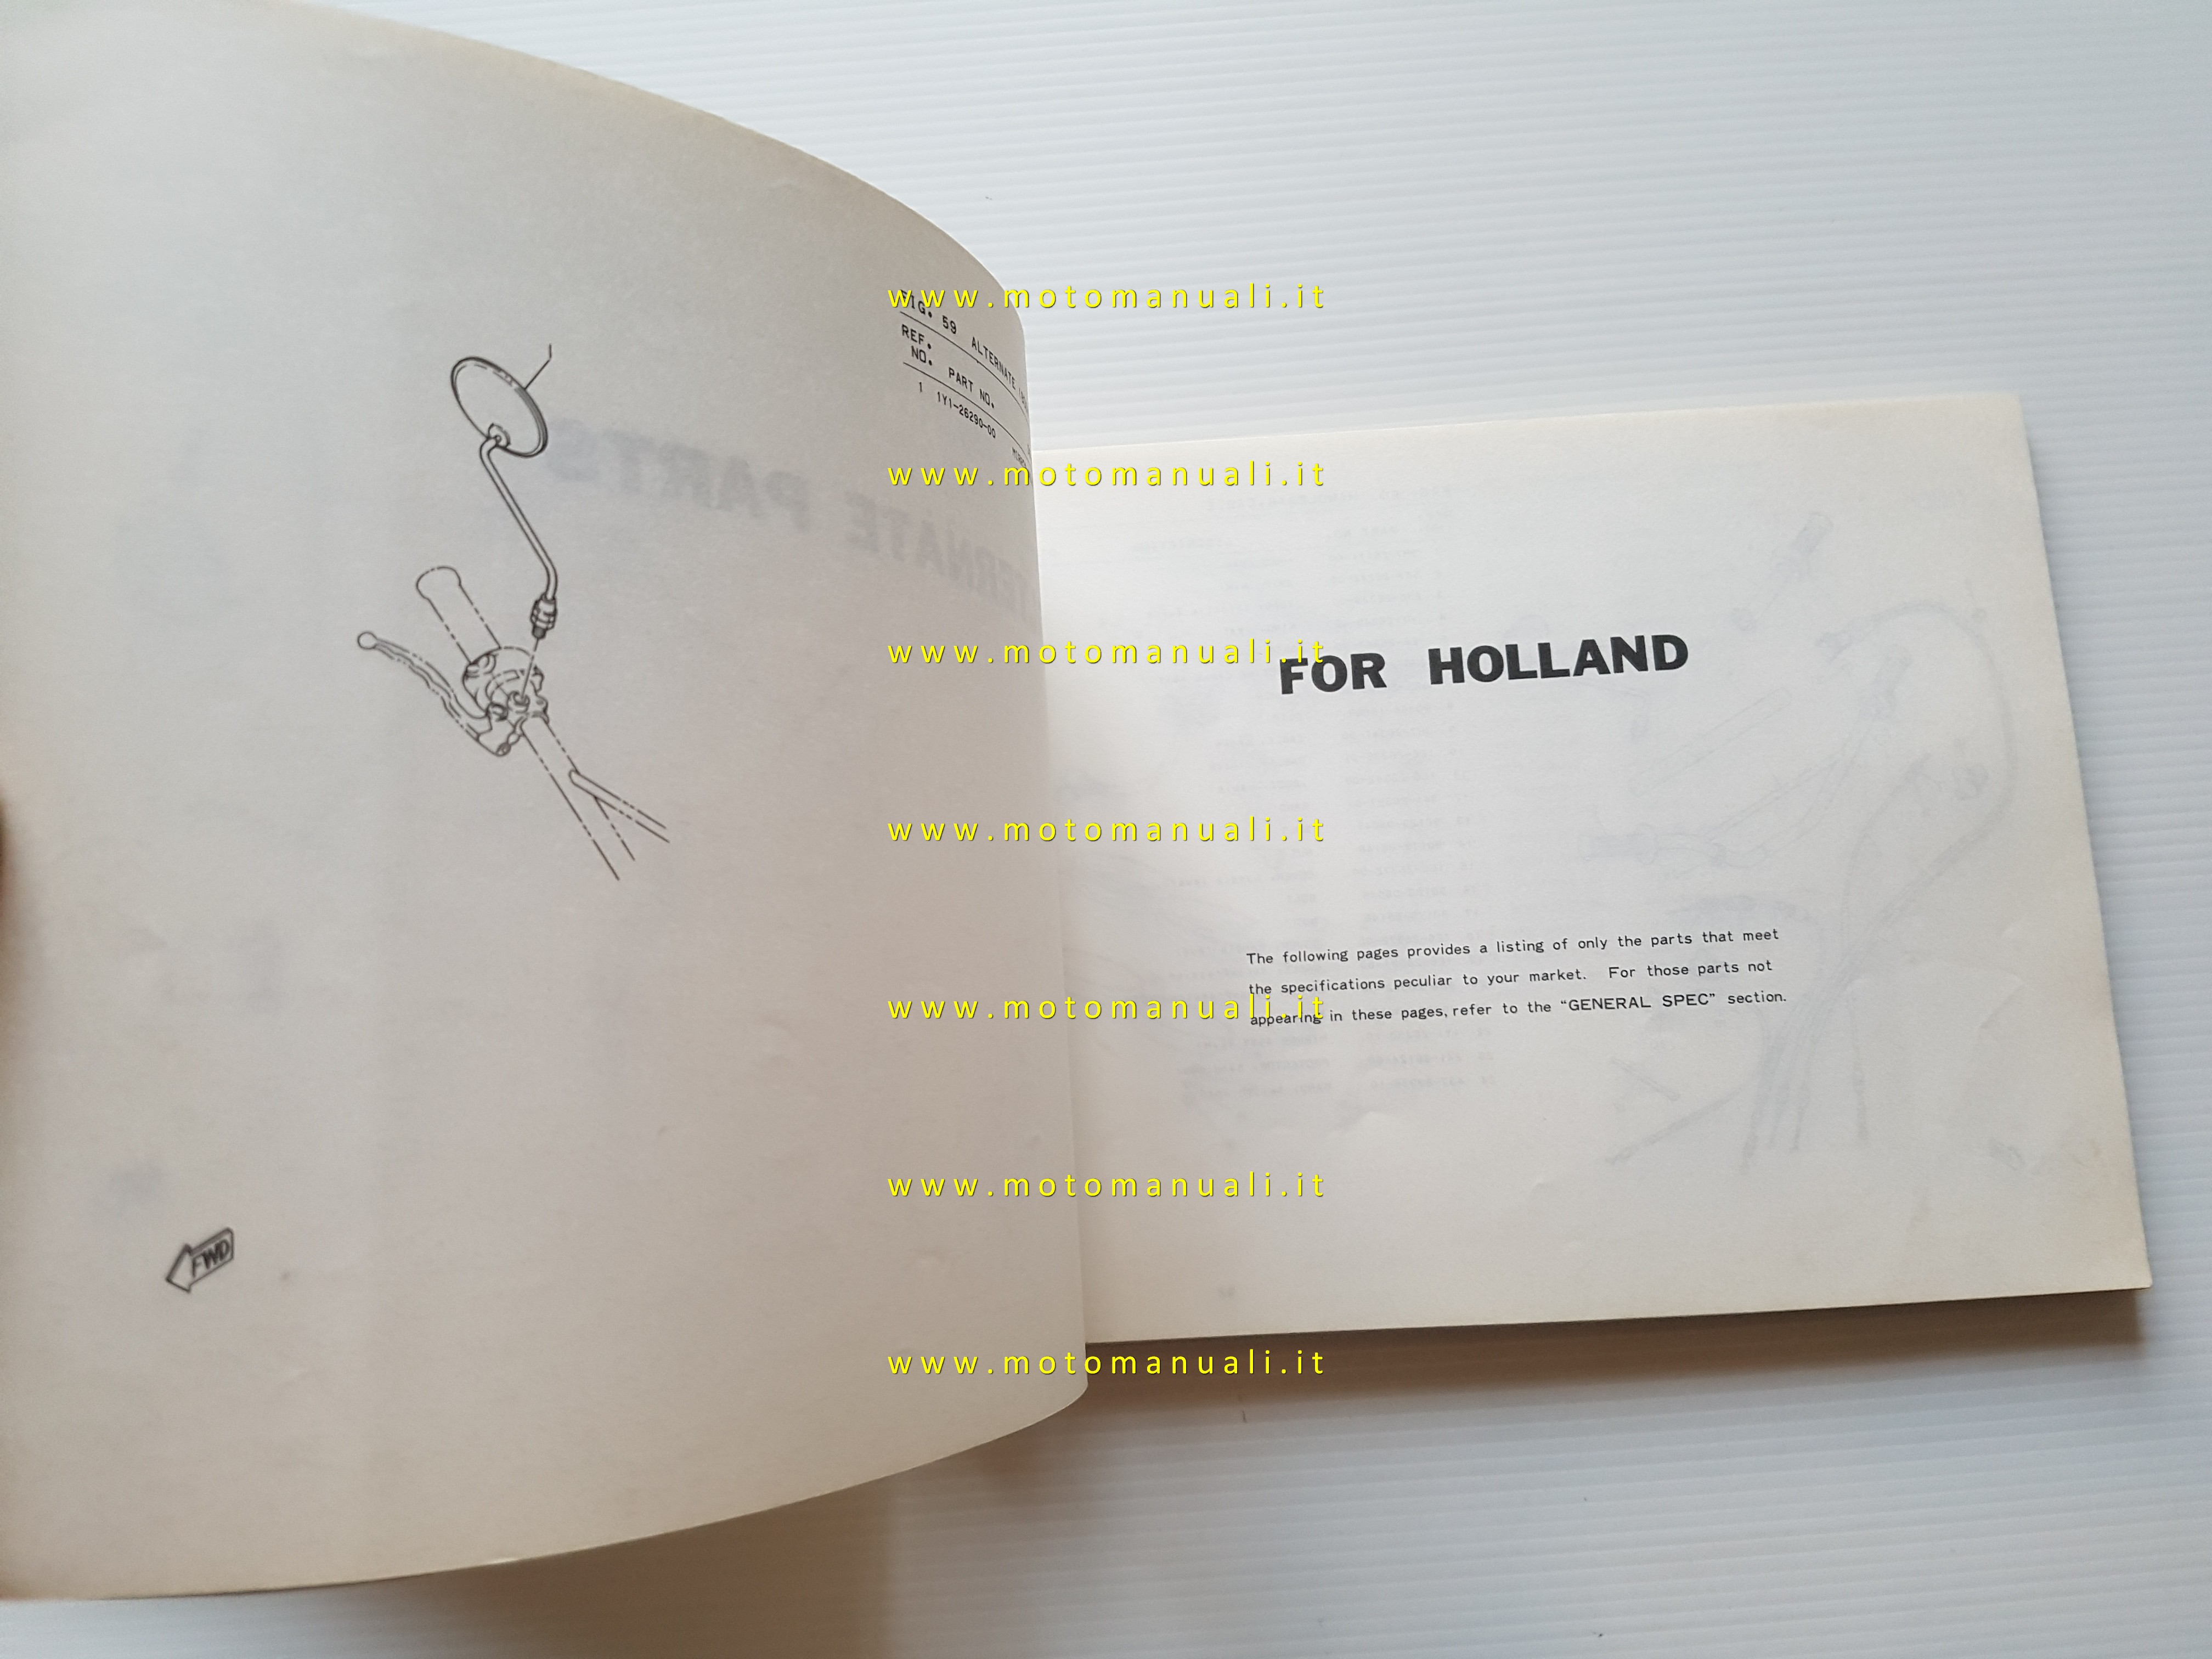 FIG. 59 ALTERNATE
REF.
NO. PART NO.
1 1Y1-26290-00
1
FWD
FOR HOLLAND
The following pages provides a listing of only the parts that meet
the specifications peculiar to your market. For those parts not
appearing in these pages, refer to the “GENERAL SPEC” section.
www.motomanuali.it
www.motomanuali.it
www.motomanuali.it
www.motomanuali.it
www.motomanuali.it
www.motomanuali.it
www.motomanuali.it